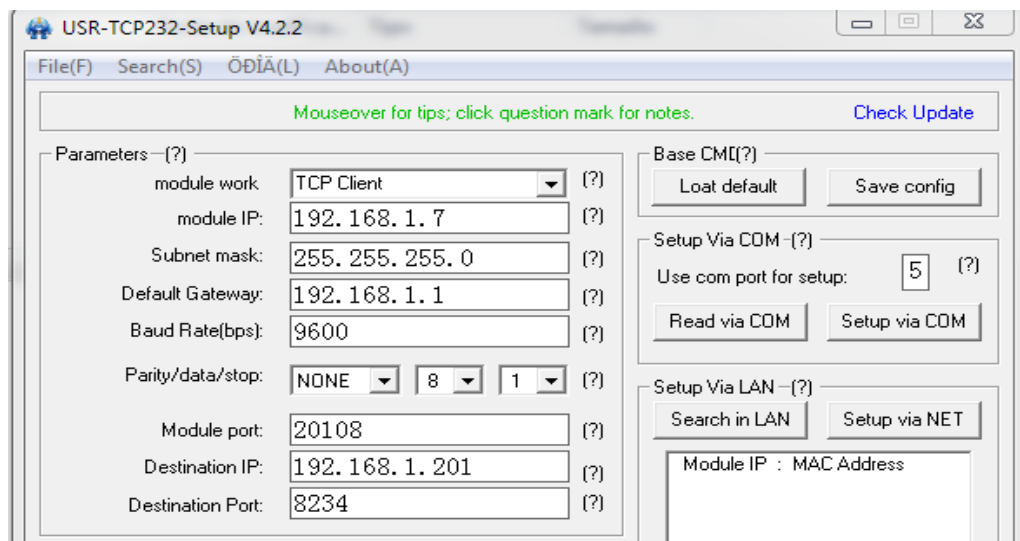 USR-TCP232-Setup V4.2.2
File(F) Search(S) ÖÐÎÄ(L) About(A)
Mouseover for tips; click question mark for notes. Check Update
Parameters—(?)
module work TCP Client (?)
module IP: 192.168.1.7 (?)
Subnet mask: 255.255.255.0 (?)
Default Gateway: 192.168.1.1 (?)
Baud Rate(bps): 9600 (?)
Parity/data/stop: NONE 8 1 (?)
Module port: 20108 (?)
Destination IP: 192.168.1.201 (?)
Destination Port: 8234 (?)
Base CMD(?)
Loat default Save config
Setup Via COM-(?)
Use com port for setup: 5 (?)
Read via COM Setup via COM
Setup Via LAN—(?)
Search in LAN Setup via NET
Module IP : MAC Address